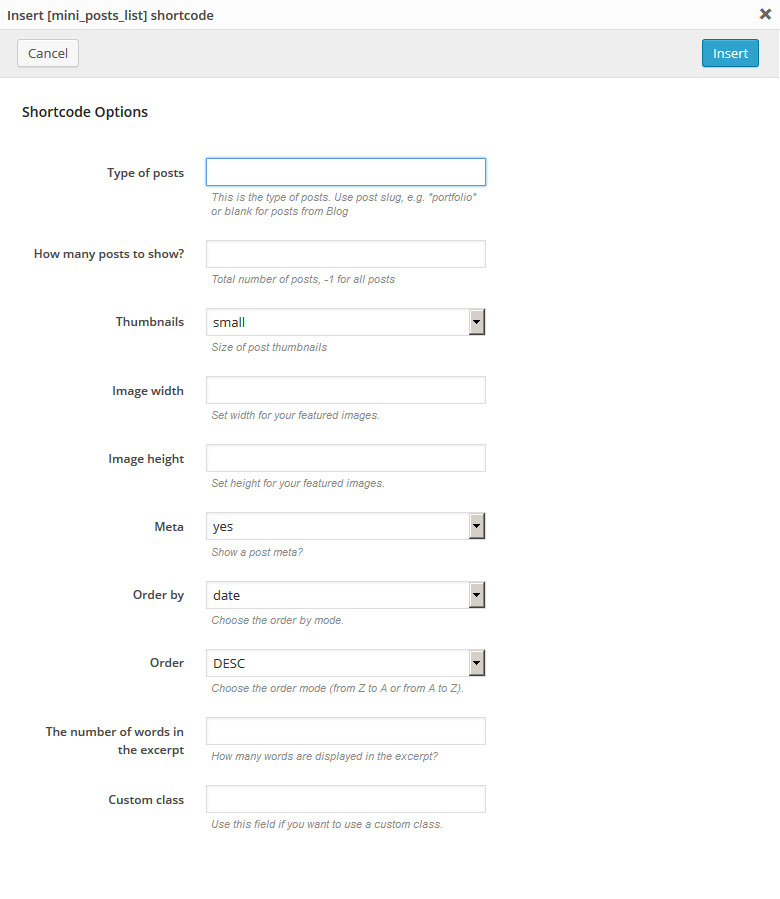 Insert [mini_posts_list] shortcode
Cancel
Insert
Shortcode Options
Type of posts
This is the type of posts. Use post slug, e.g. "portfolio"
or blank for posts from Blog
How many posts to show?
Total number of posts, -1 for all posts
Thumbnails
small
Size of post thumbnails
Image width
Set width for your featured images.
Image height
Set height for your featured images.
Meta
yes
Show a post meta?
Order by
date
Choose the order by mode.
Order
DESC
Choose the order mode (from Z to A or from A to Z).
The number of words in
the excerpt
How many words are displayed in the excerpt?
Custom class
Use this field if you want to use a custom class.